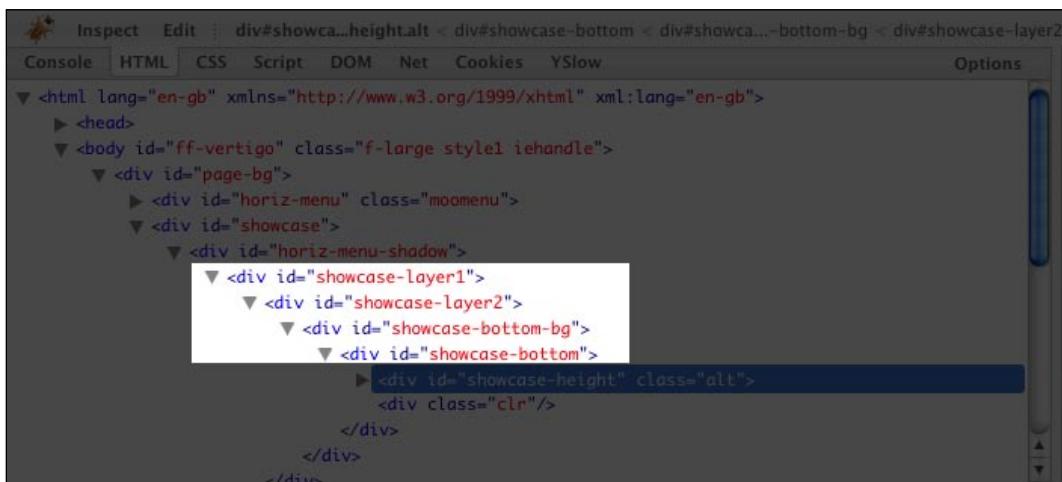 Inspect Edit div#showca...height.alt < div#showcase-bottom < div#showca...-bottom-bg < div#showcase-layer2
Console HTML CSS Script DOM Net Cookies YSlow Options
<html lang="en-gb" xmlns="http://www.w3.org/1999/xhtml" xml:lang="en-gb">
<head>
<body id="ff-vertigo" class="f-large style1 iehandle">
<div id="page-bg">
<div id="horiz-menu" class="moomenu">
<div id="showcase">
<div id="horiz-menu-shadow">
<div id="showcase-layer1">
<div id="showcase-layer2">
<div id="showcase-bottom-bg">
<div id="showcase-bottom">
<div id="showcase-height" class="alt">
<div class="clr"/>
</div>
</div>
</div>